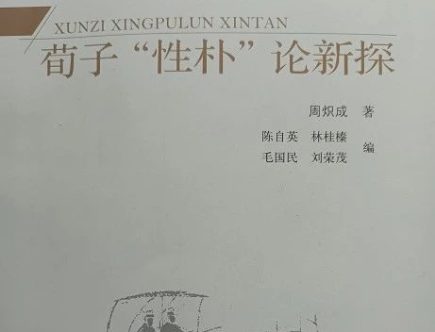 XUNZI XINGPULUN XINTAN
荀子“性朴”论新探
周炽成 著
陈自英 林桂榛
毛国民 刘荣茂 编